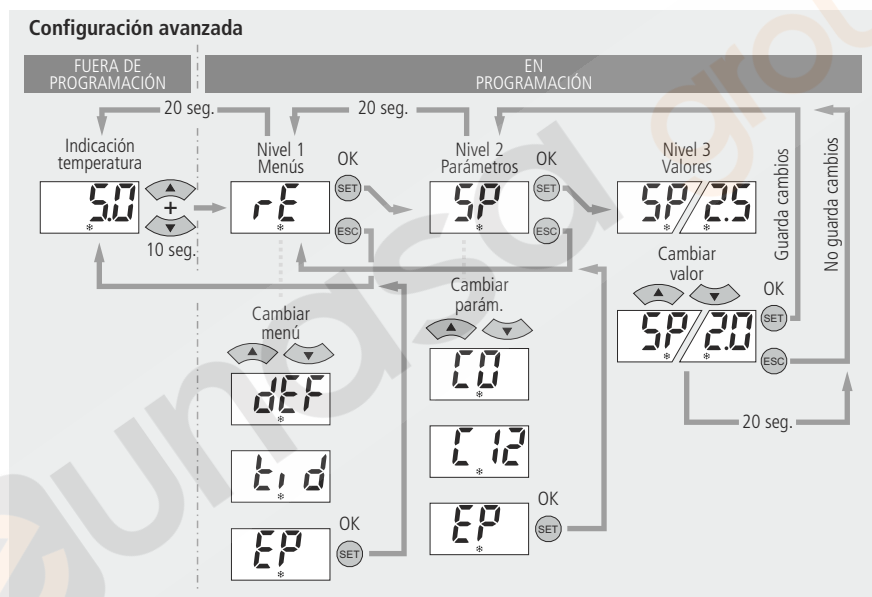 Configuración avanzada
FUERA DE
PROGRAMACIÓN
EN
PROGRAMACIÓN
20 seg.
20 seg.
Indicación
temperatura
5.0
+
10 seg.
Nivel 1
Menús
OK
rE
SET
ESC
Nivel 2
Parámetros
OK
SP
SET
ESC
Nivel 3
Valores
SP/2.5
Guarda cambios
No guarda cambios
Cambiar
valor
OK
SP/2.0
SET
ESC
20 seg.
Cambiar
menú
dEF
tid
EP
OK
SET
Cambiar
parám.
C0
C12
EP
OK
SET
eunasa group